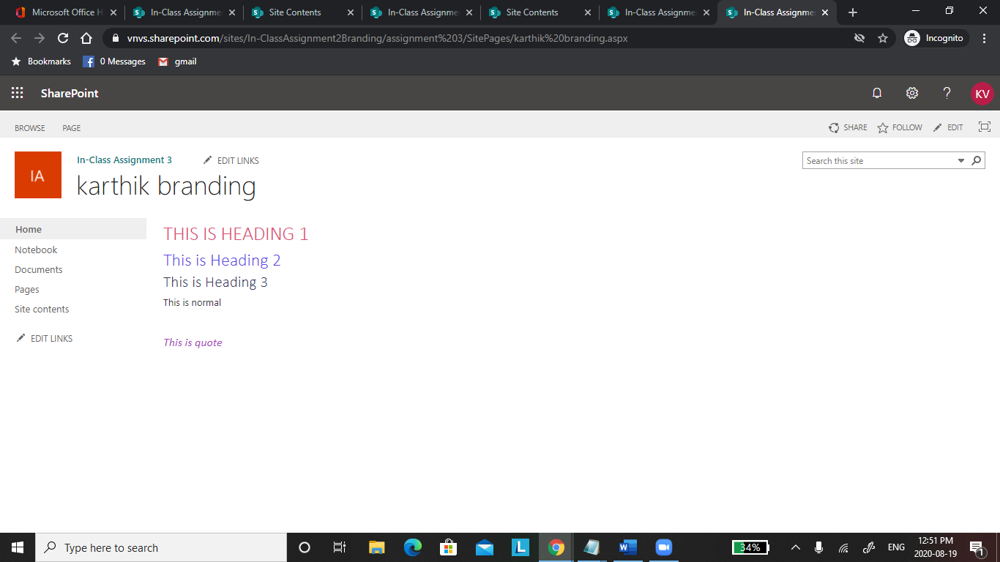 Microsoft Office H
In-Class Assignme
Site Contents
In-Class Assignme
Site Contents
In-Class Assignme
In-Class Assignme
vnvs.sharepoint.com/sites/In-ClassAssignment2Branding/assignment%203/SitePages/karthik%20branding.aspx
Incognito
Bookmarks
0 Messages
gmail
SharePoint
KV
BROWSE
PAGE
SHARE
FOLLOW
EDIT
IA
In-Class Assignment 3
EDIT LINKS
karthik branding
Search this site
Home
Notebook
Documents
Pages
Site contents
EDIT LINKS
THIS IS HEADING 1
This is Heading 2
This is Heading 3
This is normal
This is quote
Type here to search
L
34%
ENG
12:51 PM
2020-08-19
1